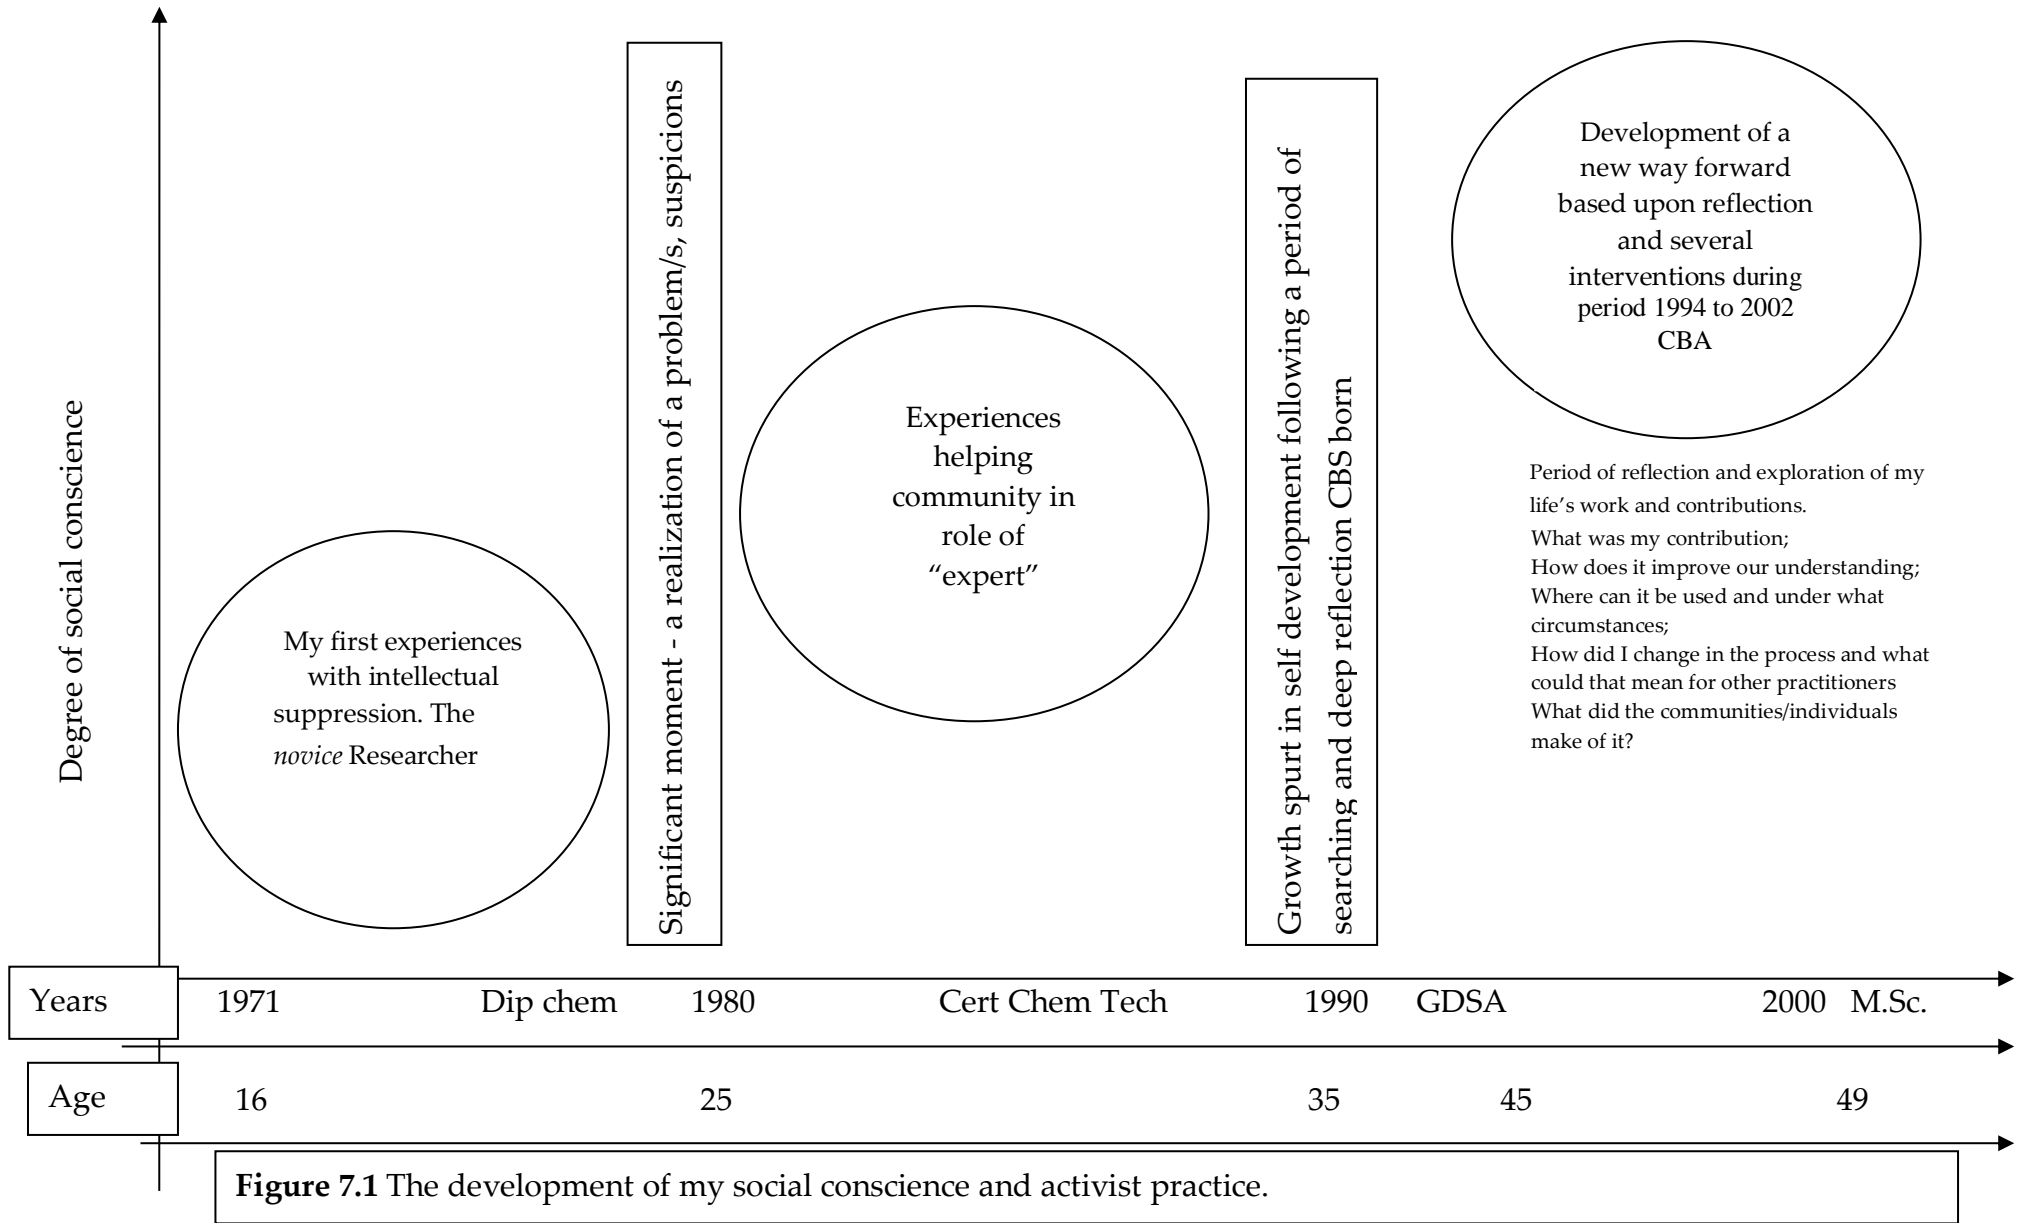 Degree of social conscience
My first experiences
with intellectual
suppression. The
novice Researcher
Significant moment - a realization of a problem/s, suspicions
Experiences
helping
community in
role of
“expert”
Growth spurt in self development following a period of
searching and deep reflection CBS born
Development of a
new way forward
based upon reflection
and several
interventions during
period 1994 to 2002
CBA
Period of reflection and exploration of my
life’s work and contributions.
What was my contribution;
How does it improve our understanding;
Where can it be used and under what
circumstances;
How did I change in the process and what
could that mean for other practitioners
What did the communities/individuals
make of it?
Years 1971 Dip chem 1980 Cert Chem Tech 1990 GDSA 2000 M.Sc.
Age 16 25 35 45 49
Figure 7.1 The development of my social conscience and activist practice.